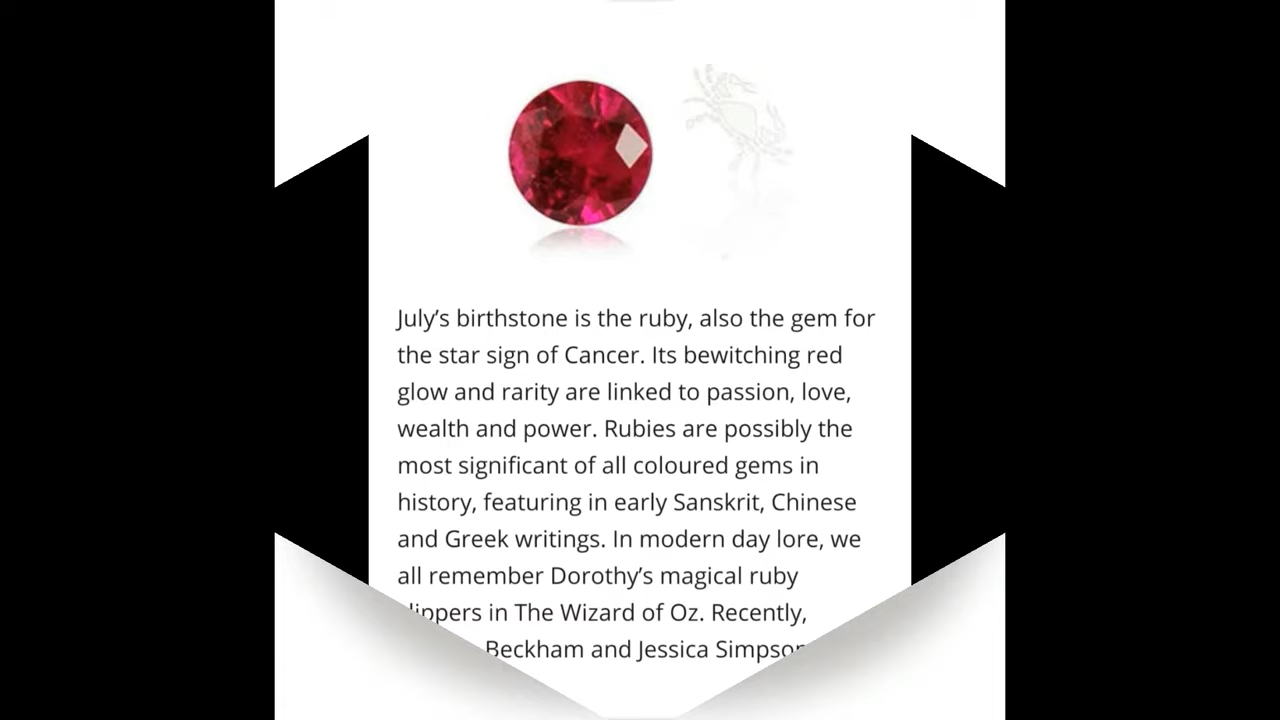 July’s birthstone is the ruby, also the gem for
the star sign of Cancer. Its bewitching red
glow and rarity are linked to passion, love,
wealth and power. Rubies are possibly the
most significant of all coloured gems in
history, featuring in early Sanskrit, Chinese
and Greek writings. In modern day lore, we
all remember Dorothy’s magical ruby
in The Wizard of Oz. Recently,
Beckham and Jessica